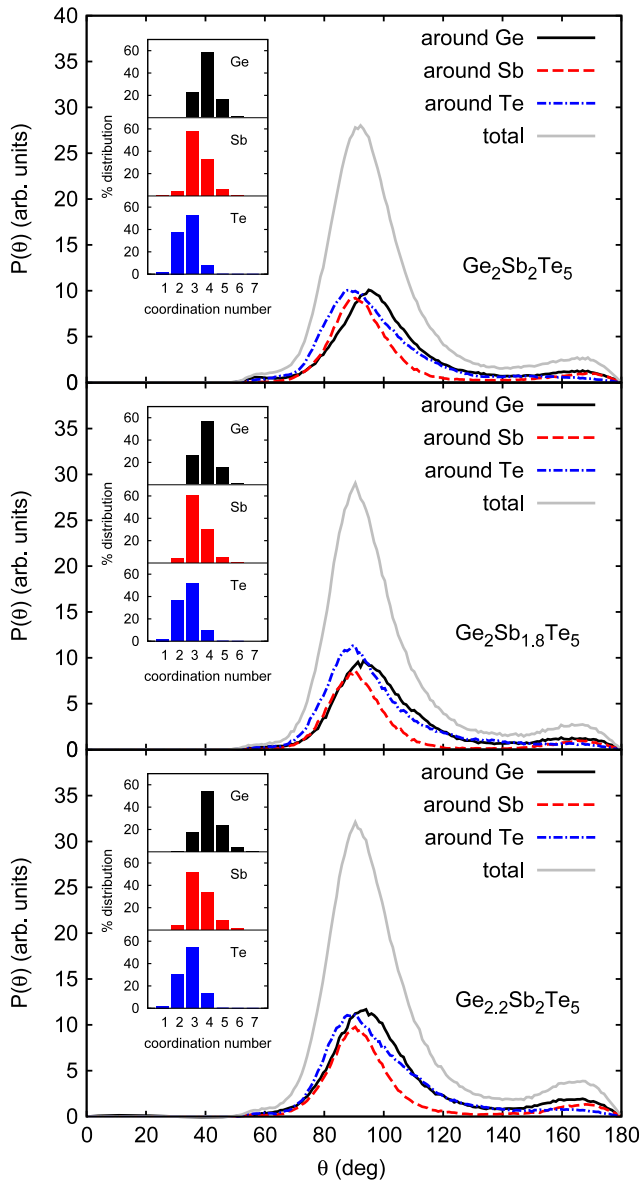 40
35
30
25
20
15
10
5
0
P(θ) (arb. units)
around Ge
around Sb
around Te
total
Ge2Sb2Te5
60
40
20
Ge
60
40
20
Sb
60
40
20
0
Te
% distribution
1 2 3 4 5 6 7
coordination number
35
30
25
20
15
10
5
0
P(θ) (arb. units)
around Ge
around Sb
around Te
total
Ge2Sb1.8Te5
60
40
20
Ge
60
40
20
Sb
60
40
20
0
Te
% distribution
1 2 3 4 5 6 7
coordination number
35
30
25
20
15
10
5
0
P(θ) (arb. units)
around Ge
around Sb
around Te
total
Ge2.2Sb2Te5
60
40
20
Ge
60
40
20
Sb
60
40
20
0
Te
% distribution
1 2 3 4 5 6 7
coordination number
0 20 40 60 80 100 120 140 160 180
θ (deg)